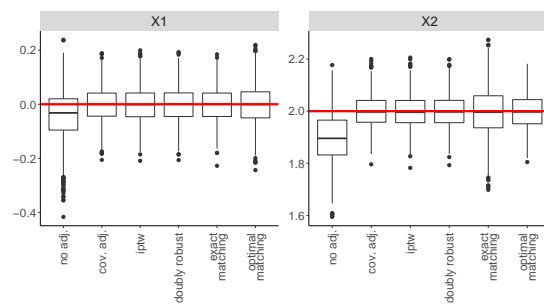 X1
X2
0.2
0.0
−0.2
−0.4
2.2
2.0
1.8
1.6
no adj.
cov. adj.
iptw
doubly robust
exact
matching
optimal
matching
no adj.
cov. adj.
iptw
doubly robust
exact
matching
optimal
matching